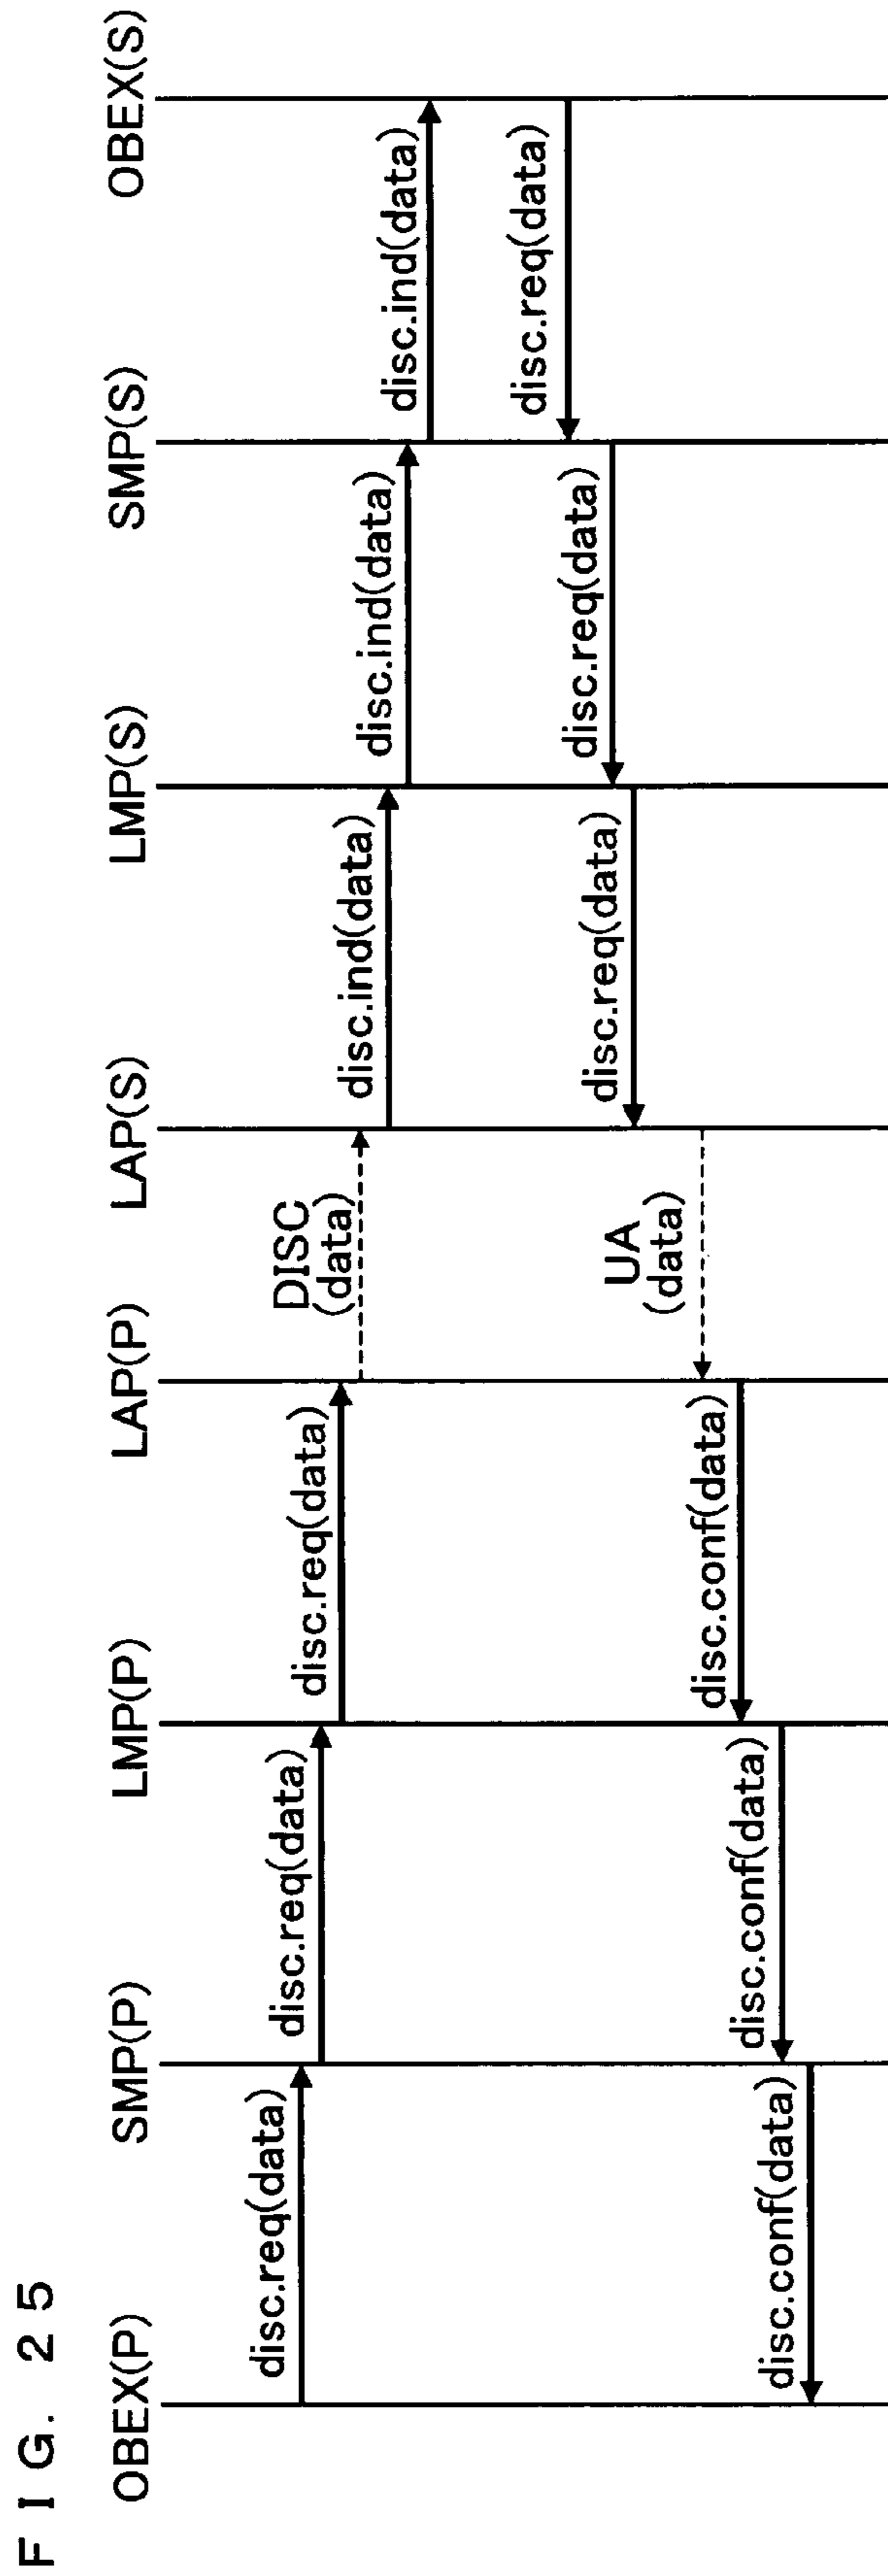 FIG. 25
OBEX(P)
SMP(P)
LMP(P)
LAP(P)
LAP(S)
LMP(S)
SMP(S)
OBEX(S)
disc.req(data)
disc.req(data)
disc.req(data)
DISC
(data)
disc.ind(data)
disc.ind(data)
disc.ind(data)
disc.req(data)
disc.req(data)
disc.req(data)
UA
(data)
disc.conf(data)
disc.conf(data)
disc.conf(data)